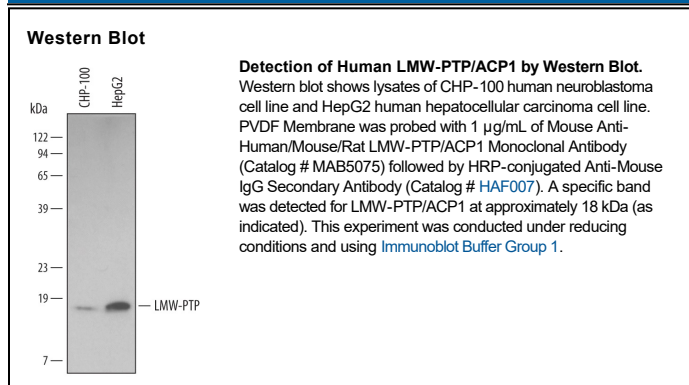 Western Blot
CHP-100
HepG2
kDa
122
94
65
39
23
19
7
LMW-PTP
Detection of Human LMW-PTP/ACP1 by Western Blot.
Western blot shows lysates of CHP-100 human neuroblastoma
cell line and HepG2 human hepatocellular carcinoma cell line.
PVDF Membrane was probed with 1 µg/mL of Mouse Anti-
Human/Mouse/Rat LMW-PTP/ACP1 Monoclonal Antibody
(Catalog # MAB5075) followed by HRP-conjugated Anti-Mouse
IgG Secondary Antibody (Catalog # HAF007). A specific band
was detected for LMW-PTP/ACP1 at approximately 18 kDa (as
indicated). This experiment was conducted under reducing
conditions and using Immunoblot Buffer Group 1.